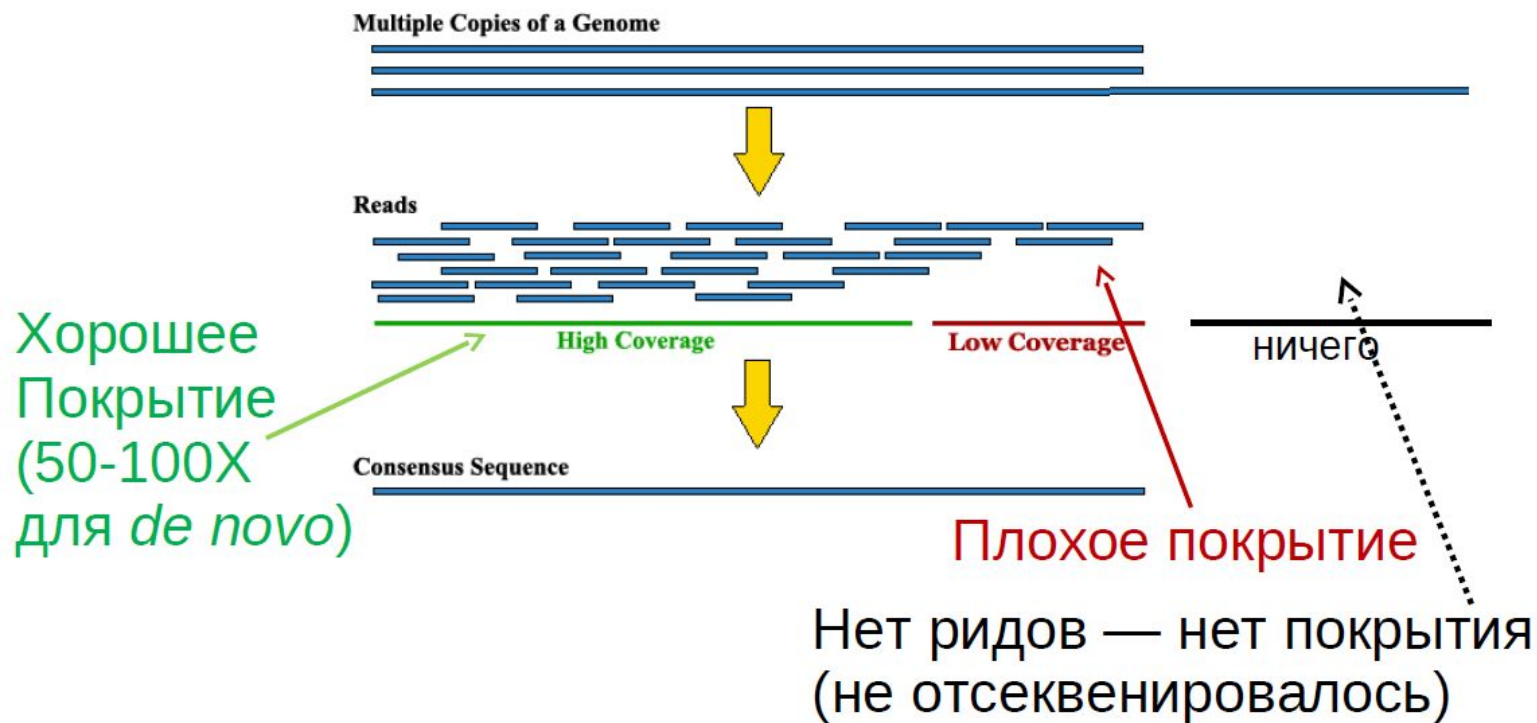 Multiple Copies of a Genome
Reads
High Coverage
Low Coverage
ничего
Хорошее
Покрытие
(50-100X
для de novo)
Consensus Sequence
Плохое покрытие
Нет ридов — нет покрытия
(не отсеквенировалось)